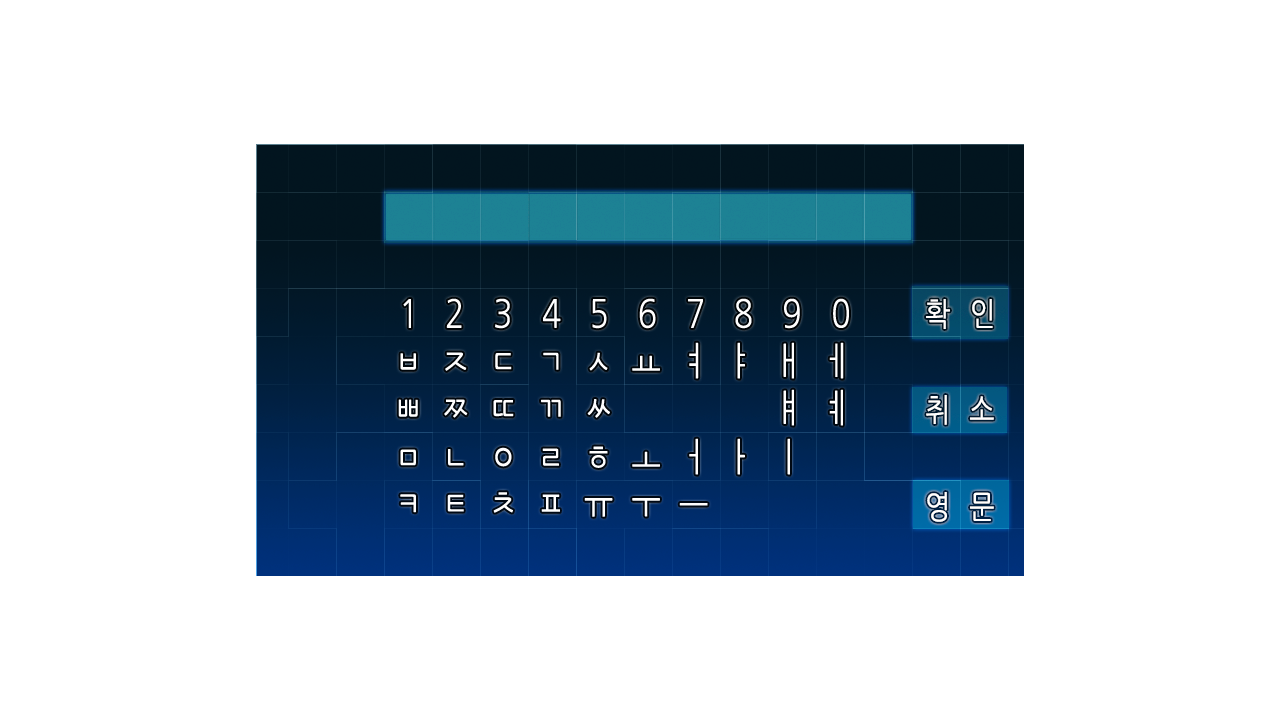 1 2 3 4 5 6 7 8 9 0 확 인
ㅂ ㅈ ㄷ ㄱ ㅅ ㅛ ㅕ ㅑ ㅐ ㅔ
ㅃ ㅉ ㄸ ㄲ ㅆ ㅒ ㅖ 취 소
ㅁ ㄴ ㅇ ㄹ ㅎ ㅗ ㅓ ㅏ ㅣ
ㅋ ㅌ ㅊ ㅍ ㅠ ㅜ ㅡ 영 문